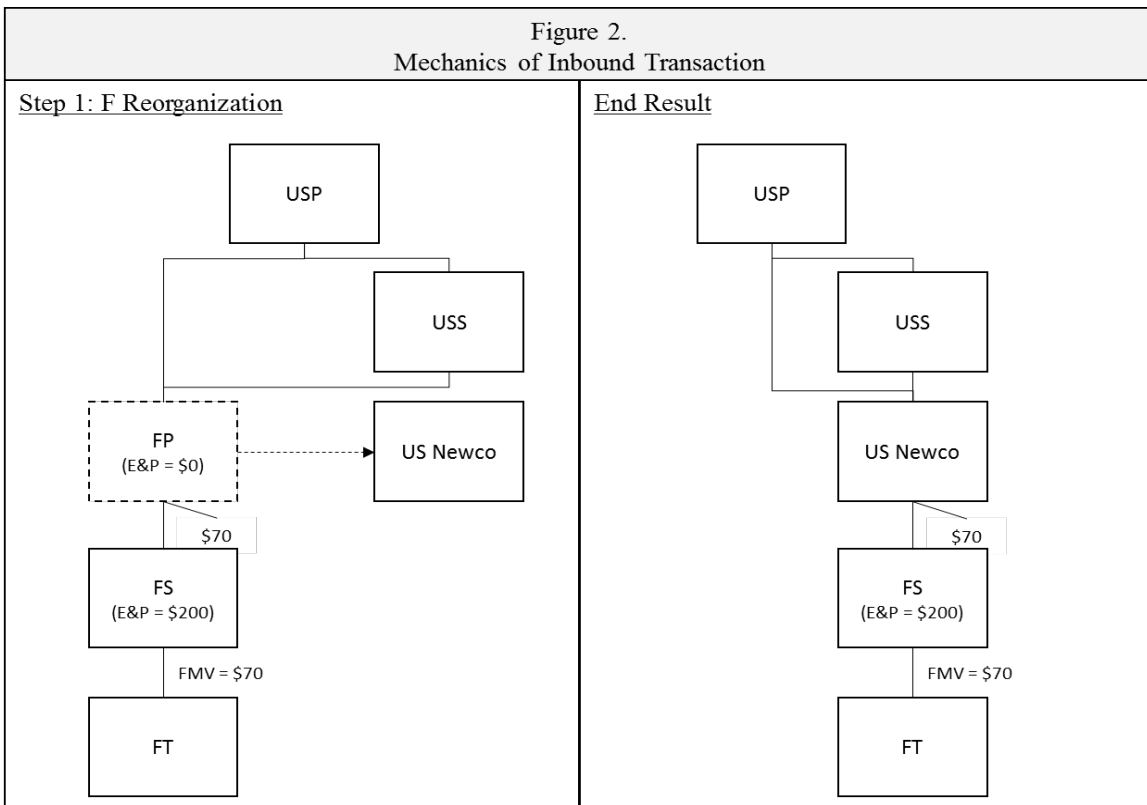 Figure 2.
Mechanics of Inbound Transaction
Step 1: F Reorganization
USP
USS
FP
(E&P = $0)
US Newco
$70
FS
(E&P = $200)
FMV = $70
FT
End Result
USP
USS
US Newco
$70
FS
(E&P = $200)
FMV = $70
FT